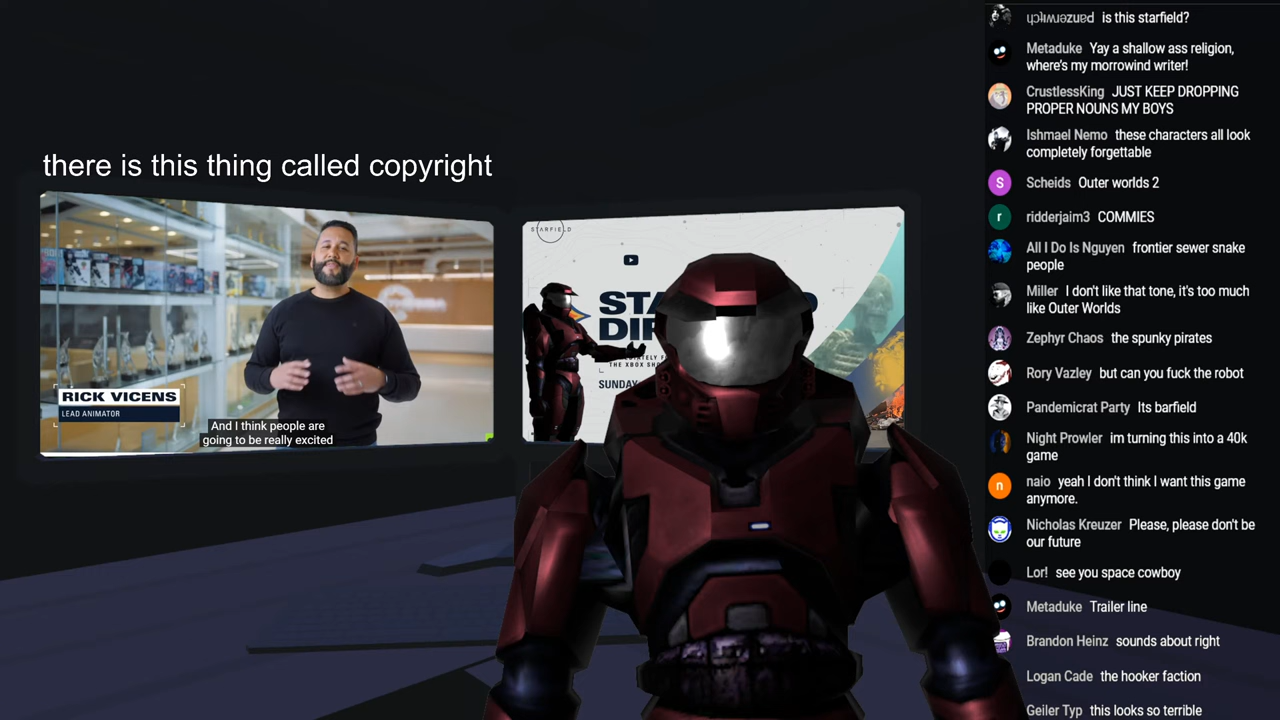 there is this thing called copyright
RICK VICENS
LEAD ANIMATOR
And I think people are
going to be really excited
STARFIELD
STA
DIR
THE XBOX SHO
SUNDAY
is this starfield?
Metaduke Yay a shallow ass religion,
where's my morrowind writer!
CrustlessKing JUST KEEP DROPPING
PROPER NOUNS MY BOYS
Ishmael Nemo these characters all look
completely forgettable
S
Scheids Outer worlds 2
r
ridderjaim3 COMMIES
All I Do Is Nguyen frontier sewer snake
people
Miller I don't like that tone, it's too much
like Outer Worlds
Zephyr Chaos the spunky pirates
Rory Vazley but can you fuck the robot
Pandemicrat Party Its barfield
Night Prowler im turning this into a 40k
game
n
naio yeah I don't think I want this game
anymore.
Nicholas Kreuzer Please, please don't be
our future
Lor! see you space cowboy
Metaduke Trailer line
Brandon Heinz sounds about right
Logan Cade the hooker faction
Geiler Typ this looks so terrible